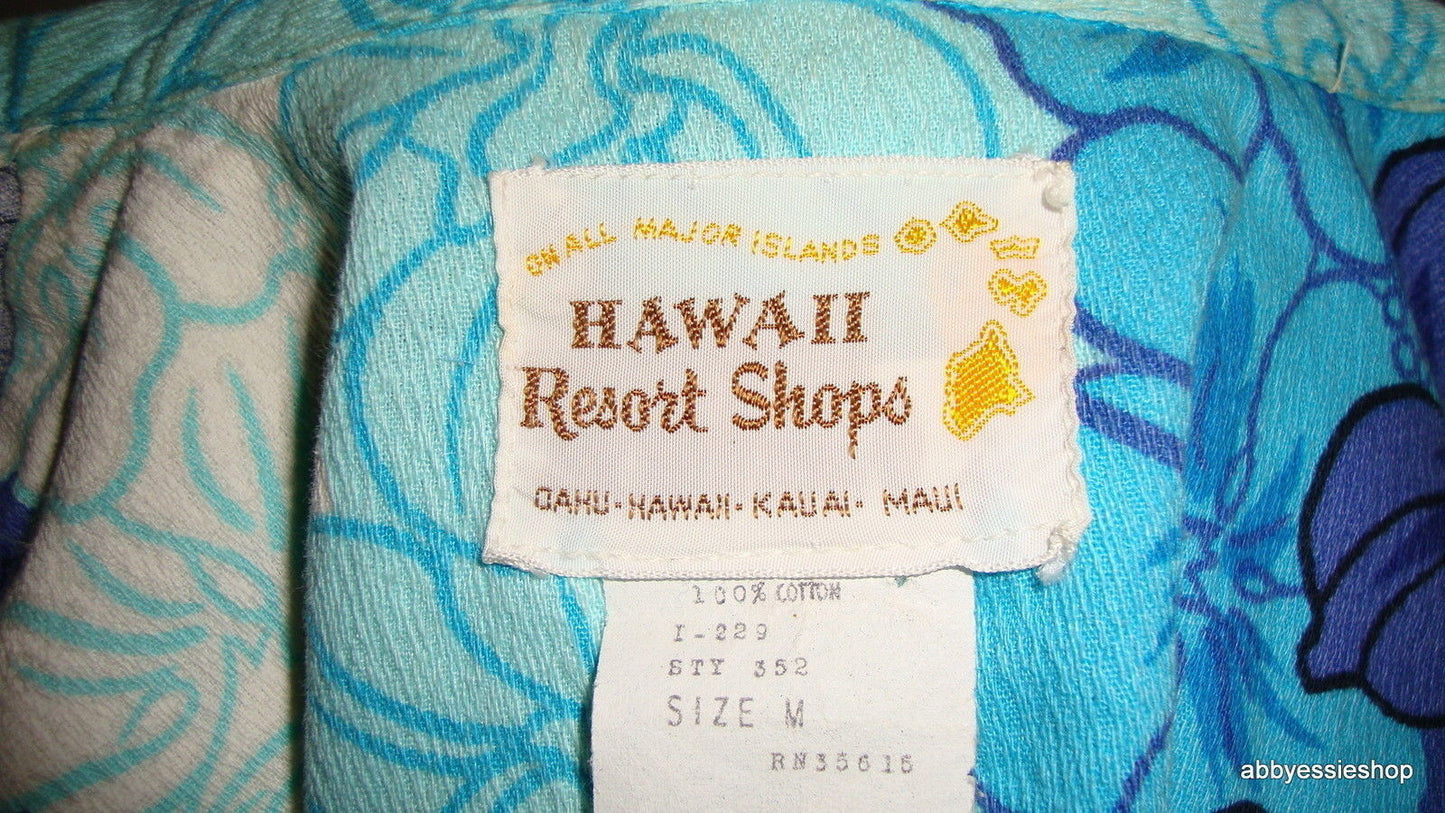 ON ALL MAJOR ISLANDS
HAWAII
Resort Shops
OAHU·HAWAII·KAUAI· MAUI
100% COTTON
I-229
STY 352
SIZE M
RN35615
abbyessieshop